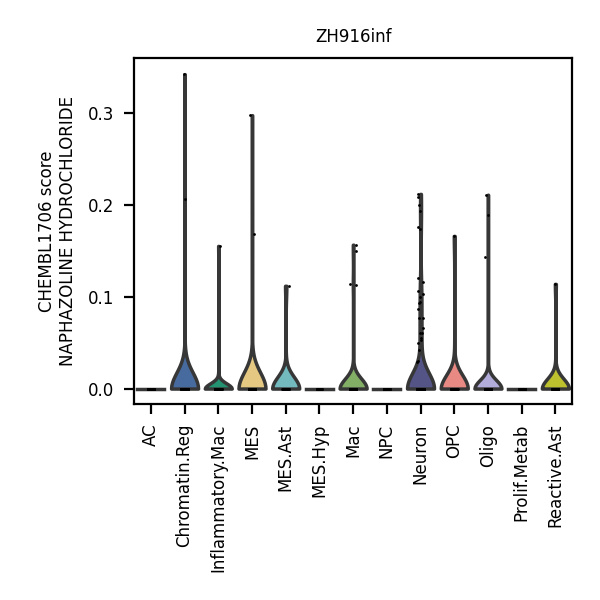 ZH916inf
CHEMBL1706 score
NAPHAZOLINE HYDROCHLORIDE
0.3
0.2
0.1
0.0
AC
Chromatin.Reg
Inflammatory.Mac
MES
MES.Ast
MES.Hyp
Mac
NPC
Neuron
OPC
Oligo
Prolif.Metab
Reactive.Ast